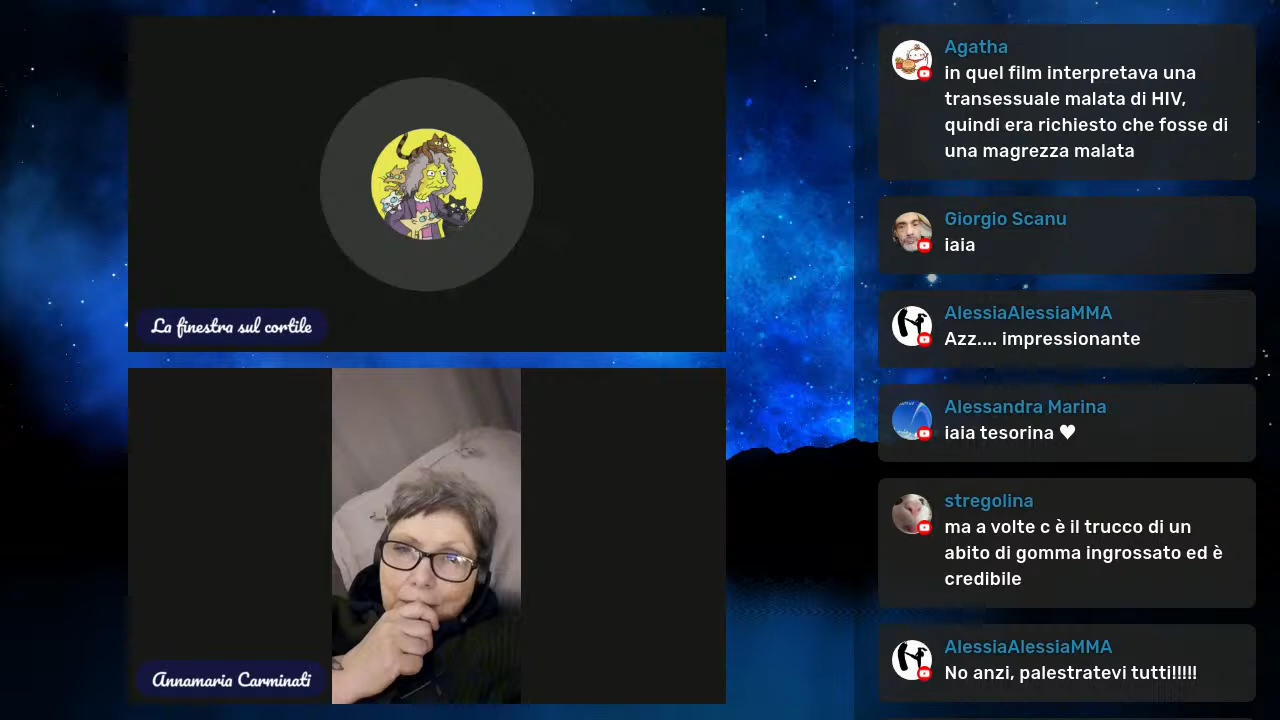 La finestra sul cortile
Annamaria Carminati
Agatha
in quel film interpretava una
transessuale malata di HIV,
quindi era richiesto che fosse di
una magrezza malata
Giorgio Scanu
iaia
AlessiaAlessiaMMA
Azz.... impressionante
Alessandra Marina
iaia tesorina ♥
stregolina
ma a volte c è il trucco di un
abito di gomma ingrossato ed è
credibile
AlessiaAlessiaMMA
No anzi, palestratevi tutti!!!!!